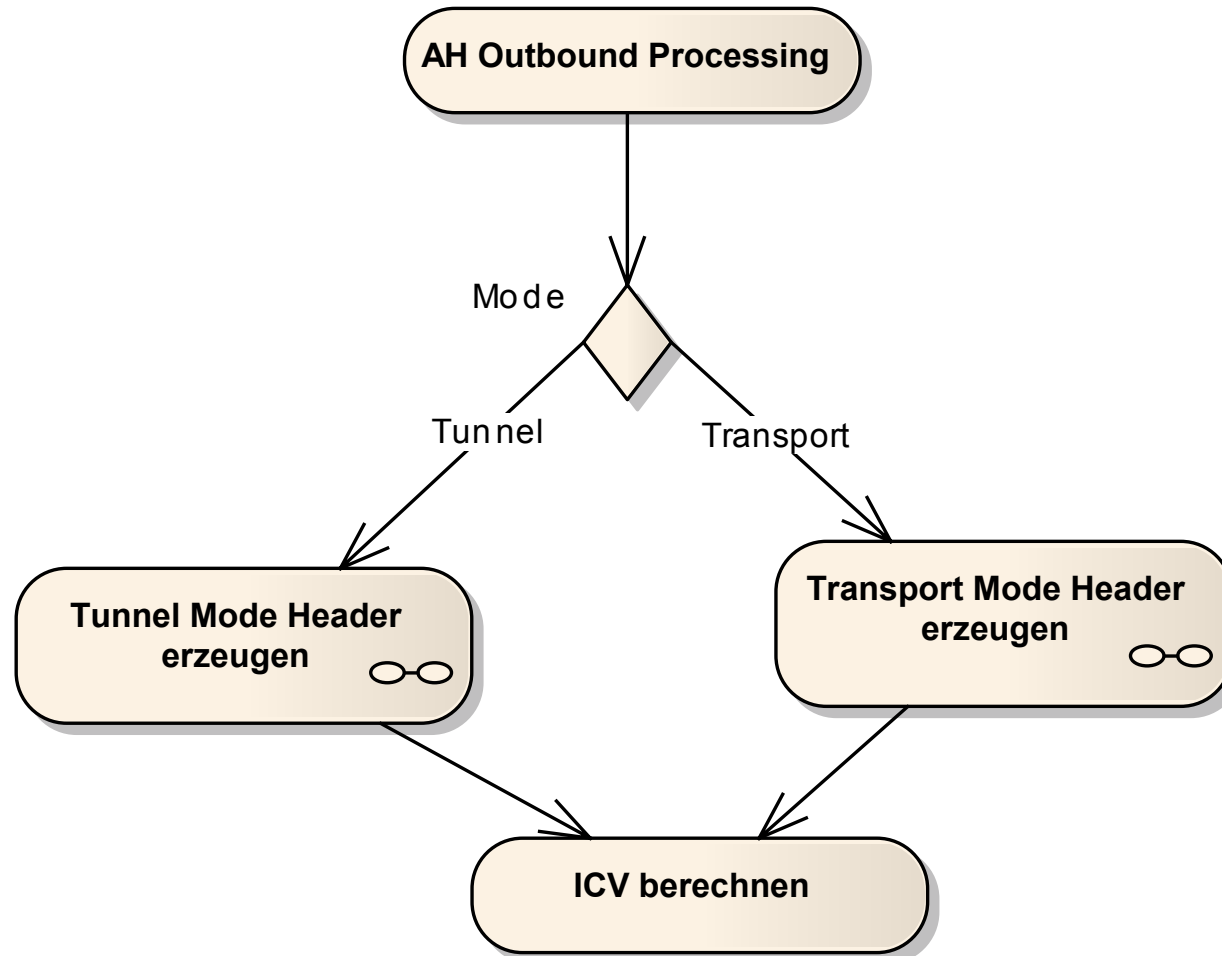 AH Outbound Processing
Mode
Tunnel
Transport
Tunnel Mode Header
erzeugen
Transport Mode Header
erzeugen
ICV berechnen